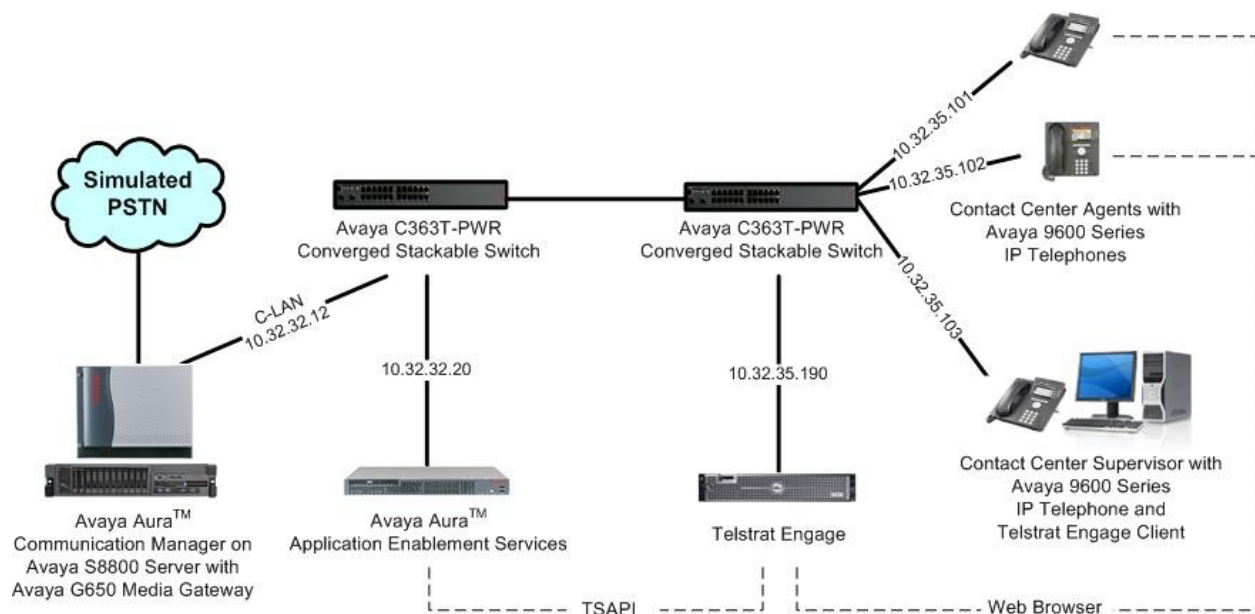 Simulated
PSTN
Avaya C363T-PWR
Converged Stackable Switch
Avaya C363T-PWR
Converged Stackable Switch
10.32.35.101
10.32.35.102
10.32.35.103
Contact Center Agents with
Avaya 9600 Series
IP Telephones
C-LAN
10.32.32.12
10.32.32.20
10.32.35.190
Avaya Aura™
Communication Manager on
Avaya S8800 Server with
Avaya G650 Media Gateway
Avaya Aura™
Application Enablement Services
Telstrat Engage
Contact Center Supervisor with
Avaya 9600 Series
IP Telephone and
Telstrat Engage Client
TSAPI
Web Browser